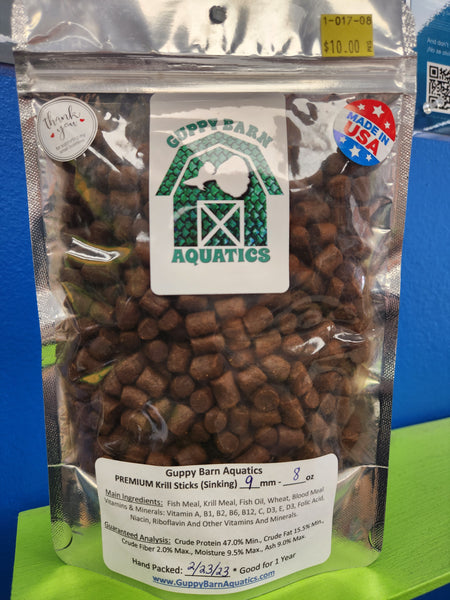 1-017-08
$10.00
thank
you
MADE IN
USA
GUPPY BARN
AQUATICS
Guppy Barn Aquatics
PREMIUM Krill Sticks (Sinking) 9 mm - 8 oz
Main Ingredients: Fish Meal, Krill Meal, Fish Oil, Wheat, Blood Meal
Vitamins & Minerals: Vitamin A, B1, B2, B6, B12, C, D3, E, D3, Folic Acid,
Niacin, Riboflavin And Other Vitamins And Minerals.
Guaranteed Analysis: Crude Protein 47.0% Min., Crude Fat 15.5% Min.,
Crude Fiber 2.0% Max., Moisture 9.5% Max., Ash 9.0% Max.
Hand Packed: 2/23/23 * Good for 1 Year
www.GuppyBarnAquatics.com